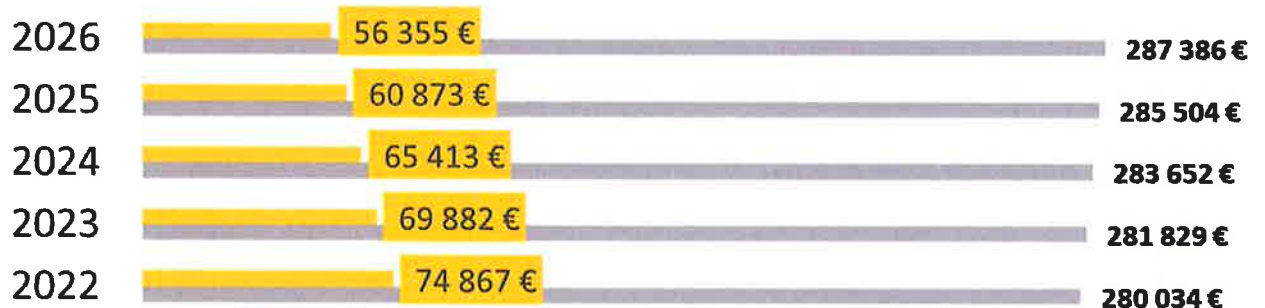 2026 56 355 € 287 386 €
2025 60 873 € 285 504 €
2024 65 413 € 283 652 €
2023 69 882 € 281 829 €
2022 74 867 € 280 034 €